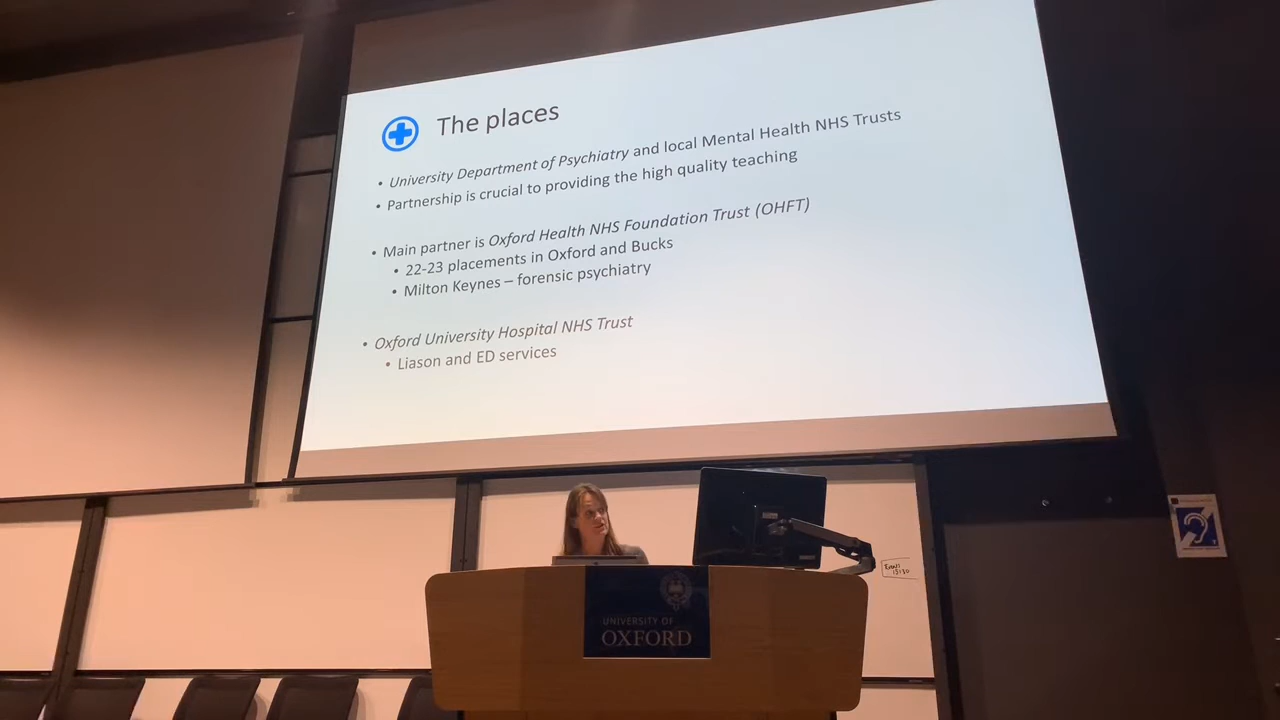 The places
• University Department of Psychiatry and local Mental Health NHS Trusts
• Partnership is crucial to providing the high quality teaching
• Main partner is Oxford Health NHS Foundation Trust (OHFT)
• 22-23 placements in Oxford and Bucks
• Milton Keynes – forensic psychiatry
• Oxford University Hospital NHS Trust
• Liason and ED services
UNIVERSITY OF
OXFORD